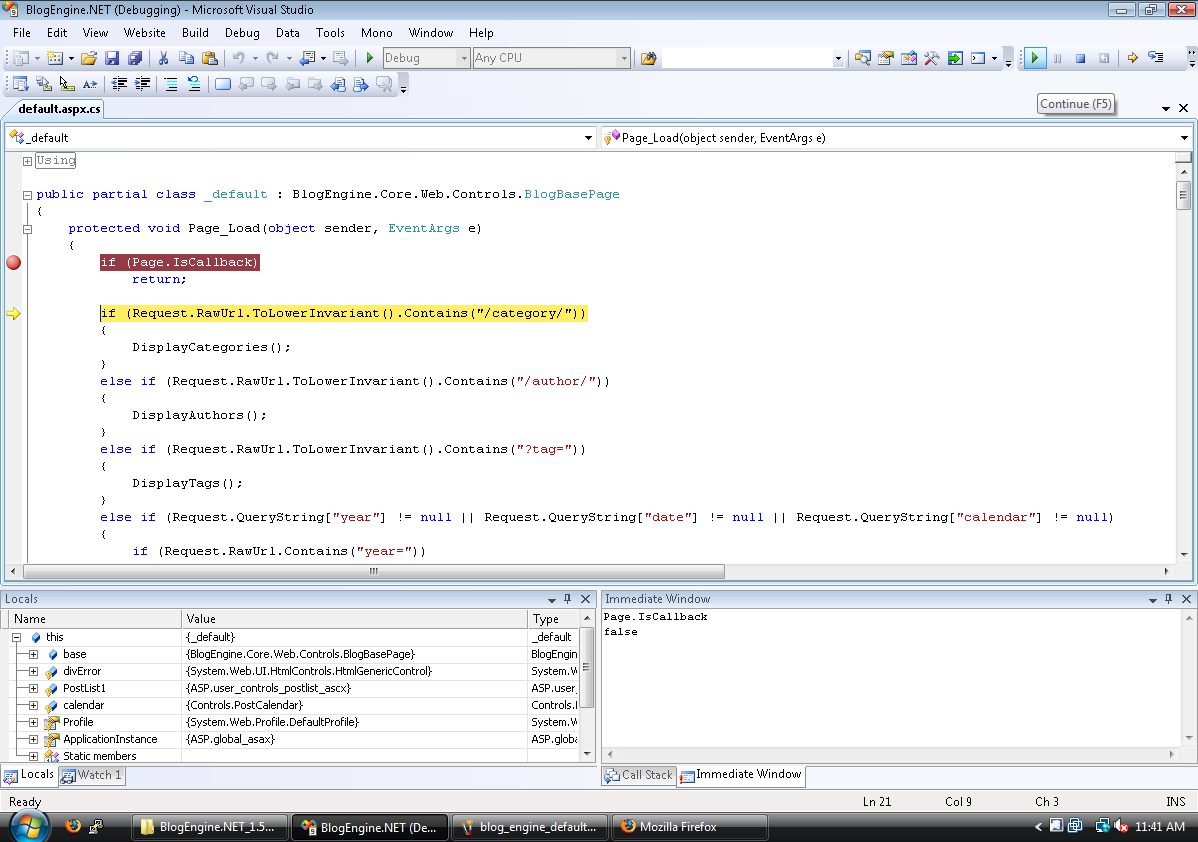 BlogEngine.NET (Debugging) - Microsoft Visual Studio
File Edit View Website Build Debug Data Tools Mono Window Help
Debug Any CPU
default.aspx.cs
Continue (F5)
_default Page_Load(object sender, EventArgs e)
Using
public partial class _default : BlogEngine.Core.Web.Controls.BlogBasePage
{
protected void Page_Load(object sender, EventArgs e)
{
if (Page.IsCallback)
return;
if (Request.RawUrl.ToLowerInvariant().Contains("/category/"))
{
DisplayCategories();
}
else if (Request.RawUrl.ToLowerInvariant().Contains("/author/"))
{
DisplayAuthors();
}
else if (Request.RawUrl.ToLowerInvariant().Contains("?tag="))
{
DisplayTags();
}
else if (Request.QueryString["year"] != null || Request.QueryString["date"] != null || Request.QueryString["calendar"] != null)
{
if (Request.RawUrl.Contains("year="))
Locals
Name Value Type
this {_default} _default
base {BlogEngine.Core.Web.Controls.BlogBasePage} BlogEngin
divError {System.Web.UI.HtmlControls.HtmlGenericControl} System.W
PostList1 {ASP.user_controls_postlist_ascx} ASP.user_
calendar {Controls.PostCalendar} Controls.
Profile {System.Web.Profile.DefaultProfile} System.W
ApplicationInstance {ASP.global_asax} ASP.globa
Static members
Locals Watch 1
Immediate Window
Page.IsCallback
false
Call Stack Immediate Window
Ready Ln 21 Col 9 Ch 3 INS
BlogEngine.NET_1.5... BlogEngine.NET (De... blog_engine_default... Mozilla Firefox 11:41 AM